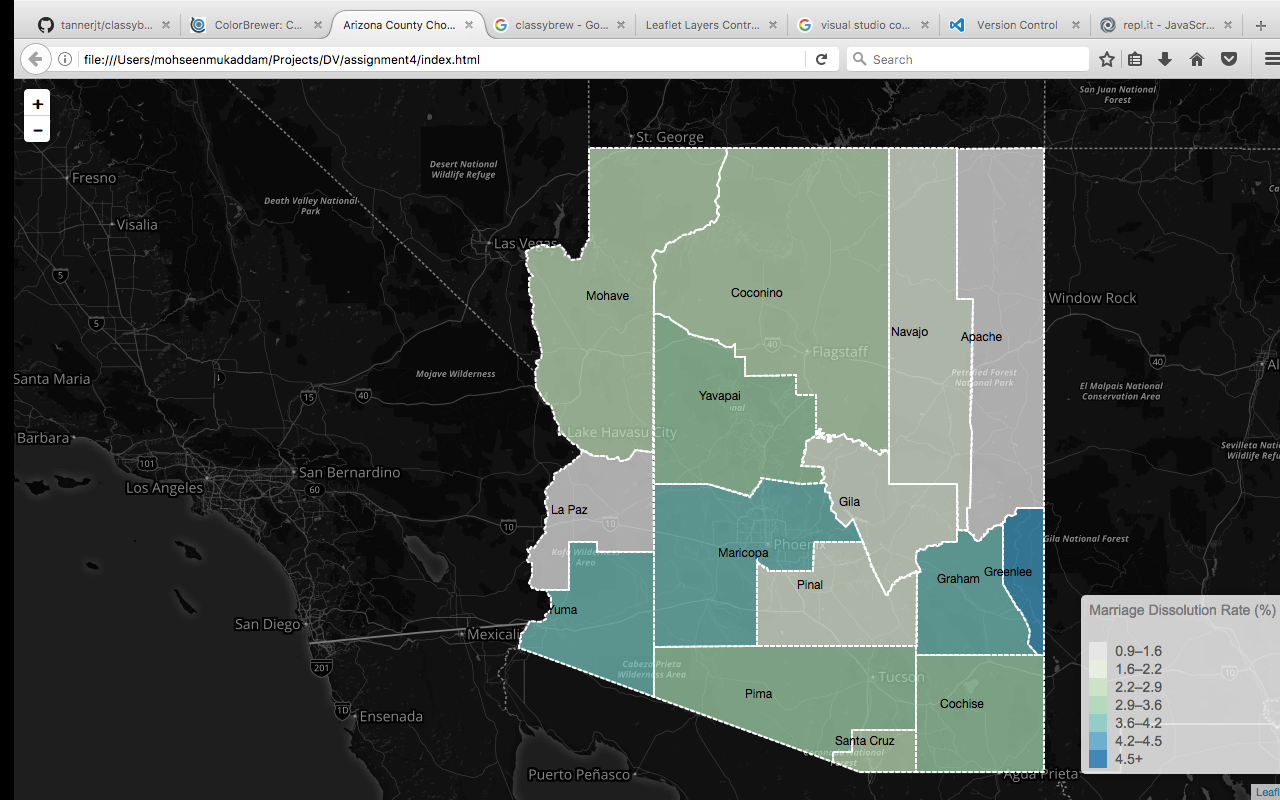 tannerjt/classyb...
ColorBrewer: C...
Arizona County Cho...
classybrew - Go...
Leaflet Layers Contr...
visual studio co...
Version Control
repl.it - JavaScr...
file:///Users/mohseenmukaddam/Projects/DV/assignment4/index.html
Search
+
−
San Juan National
Forest
St. George
Desert National
Wildlife Refuge
Fresno
Death Valley National
Park
Visalia
Las Vegas
5
Mohave
Coconino
Window Rock
5
Navajo
Apache
40
Flagstaff
40
Santa Maria
Mojave Wilderness
Petrified Forest
National Park
El Malpais National
Conservation Area
15
40
Yavapai
Barbara
Lake Havasu City
Sevilleta Nati
Wildlife Refu
101
San Bernardino
60
Los Angeles
Gila
La Paz
10
10
Gila National Forest
Kofa Wilderness
Area
Maricopa
Phoenix
Pinal
Graham
Greenlee
Yuma
San Diego
Mexicali
Marriage Dissolution Rate (%)
0.9–1.6
1.6–2.2
2.2–2.9
2.9–3.6
3.6–4.2
4.2–4.5
4.5+
10
201
Cabeza Prieta
Wilderness Area
Tucson
Pima
Cochise
1D
Ensenada
Santa Cruz
Coronado National
Forest
Puerto Peñasco
Agua Prieta
Leafl